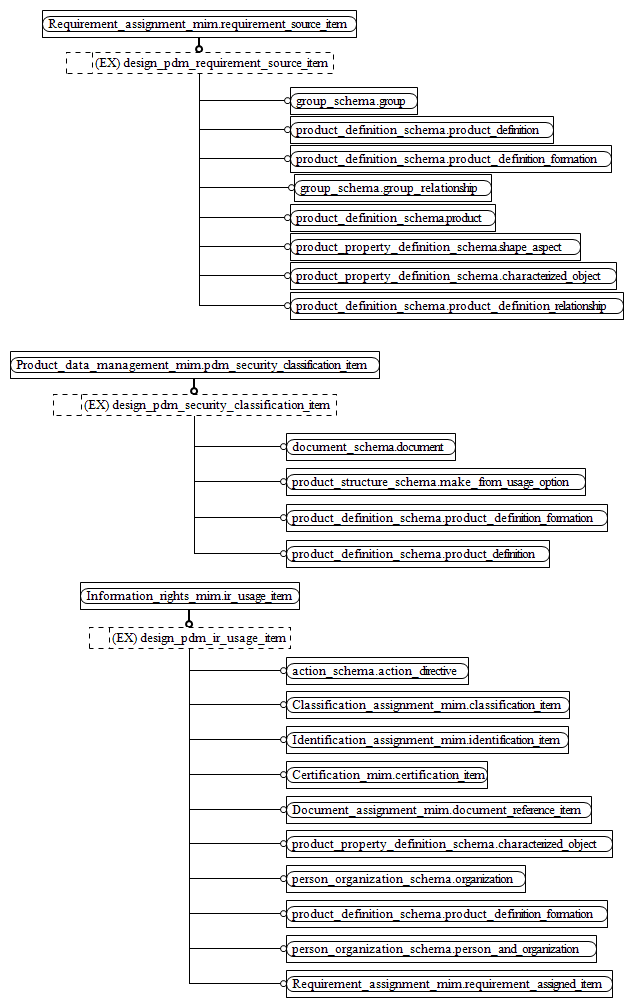 Requirement_assignment_mim.requirement_source_item
(EX) design_pdm_requirement_source_item
group_schema.group
product_definition_schema.product_definition
product_definition_schema.product_definition_formation
group_schema.group_relationship
product_definition_schema.product
product_property_definition_schema.shape_aspect
product_property_definition_schema.characterized_object
product_definition_schema.product_definition_relationship
Product_data_management_mim.pdm_security_classification_item
(EX) design_pdm_security_classification_item
document_schema.document
product_structure_schema.make_from_usage_option
product_definition_schema.product_definition_formation
product_definition_schema.product_definition
Information_rights_mim.ir_usage_item
(EX) design_pdm_ir_usage_item
action_schema.action_directive
Classification_assignment_mim.classification_item
Identification_assignment_mim.identification_item
Certification_mim.certification_item
Document_assignment_mim.document_reference_item
product_property_definition_schema.characterized_object
person_organization_schema.organization
product_definition_schema.product_definition_formation
person_organization_schema.person_and_organization
Requirement_assignment_mim.requirement_assigned_item